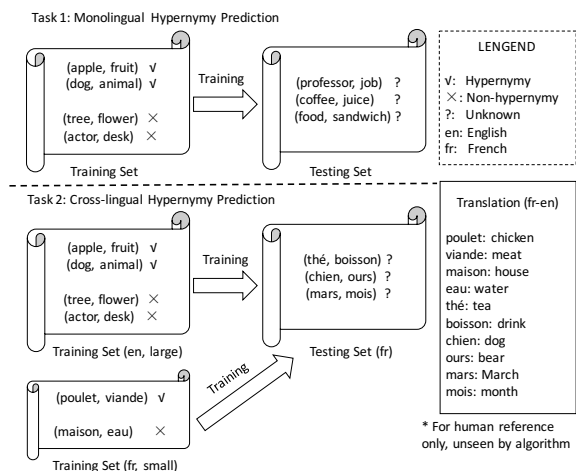 Task 1: Monolingual Hypernymy Prediction
(apple, fruit) √
(dog, animal) √
(tree, flower) ×
(actor, desk) ×
Training Set
Training
(professor, job) ?
(coffee, juice) ?
(food, sandwich) ?
Testing Set
LENGEND
√: Hypernymy
×: Non-hypernymy
?: Unknown
en: English
fr: French
Task 2: Cross-lingual Hypernymy Prediction
(apple, fruit) √
(dog, animal) √
(tree, flower) ×
(actor, desk) ×
Training Set (en, large)
Training
(thé, boisson) ?
(chien, ours) ?
(mars, mois) ?
Testing Set (fr)
(poulet, viande) √
(maison, eau) ×
Training Set (fr, small)
Training
Translation (fr-en)
poulet: chicken
viande: meat
maison: house
eau: water
thé: tea
boisson: drink
chien: dog
ours: bear
mars: March
mois: month
* For human reference
only, unseen by algorithm